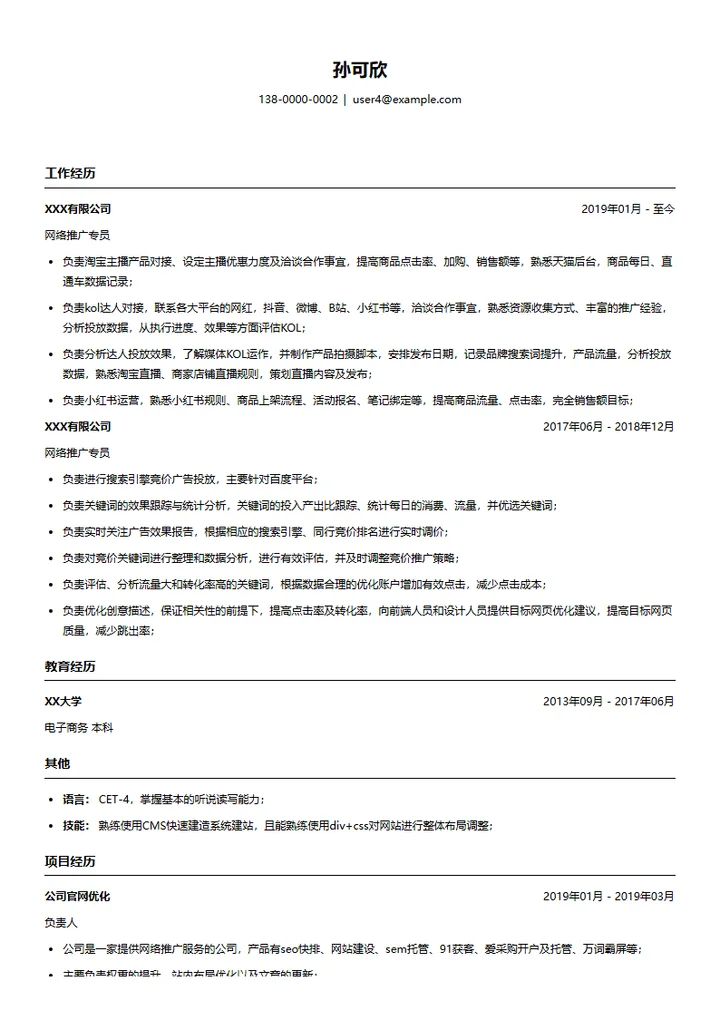 孙可欣
138-0000-0002 | user4@example.com
工作经历
XXX有限公司 2019年01月 - 至今
网络推广专员
• 负责淘宝主播产品对接、设定主播优惠力度及洽谈合作事宜，提高商品点击率、加购、销售额等，熟悉天猫后台，商品每日、直
通车数据记录；
• 负责kol达人对接，联系各大平台的网红，抖音、微博、B站、小红书等，洽谈合作事宜，熟悉资源收集方式、丰富的推广经验，
分析投放数据，从执行进度、效果等方面评估KOL；
• 负责分析达人投放效果，了解媒体KOL运作，并制作产品拍摄脚本，安排发布日期，记录品牌搜索词提升，产品流量，分析投放
数据，熟悉淘宝直播、商家店铺直播规则，策划直播内容及发布；
• 负责小红书运营，熟悉小红书规则、商品上架流程、活动报名、笔记绑定等，提高商品流量、点击率，完全销售额目标；
XXX有限公司 2017年06月 - 2018年12月
网络推广专员
• 负责进行搜索引擎竞价广告投放，主要针对百度平台；
• 负责关键词的效果跟踪与统计分析，关键词的投入产出比跟踪、统计每日的消费、流量，并优选关键词；
• 负责实时关注广告效果报告，根据相应的搜索引擎、同行竞价排名进行实时调价；
• 负责对竞价关键词进行整理和数据分析，进行有效评估，并及时调整竞价推广策略；
• 负责评估、分析流量大和转化率高的关键词，根据数据合理的优化账户增加有效点击，减少点击成本；
• 负责优化创意描述，保证相关性的前提下，提高点击率及转化率，向前端人员和设计人员提供目标网页优化建议，提高目标网页
质量，减少跳出率；
教育经历
XX大学 2013年09月 - 2017年06月
电子商务 本科
其他
• 语言： CET-4，掌握基本的听说读写能力；
• 技能： 熟练使用CMS快速建造系统建站，且能熟练使用div+css对网站进行整体布局调整；
项目经历
公司官网优化 2019年01月 - 2019年03月
负责人
• 公司是一家提供网络推广服务的公司，产品有seo快排、网站建设、sem托管、91获客、爱采购开户及托管、万词霸屏等；
• 主要负责权重的提升，站内布局优化以及文章的更新；